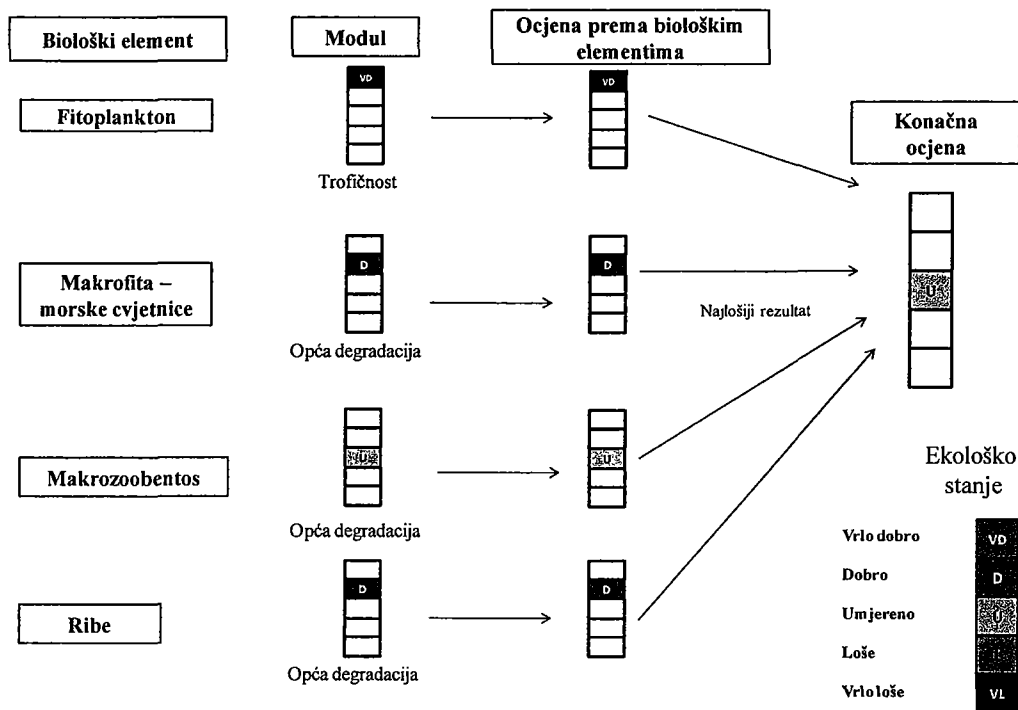 Biološki element
Modul
Ocjena prema biološkim
elementima
Fitoplankton
VD
VD
Trofičnost
Konačna
ocjena
Makrofita –
morske cvjetnice
D
D
Opća degradacija
Najlošiji rezultat
U
Makrozoobentos
U
U
Opća degradacija
Ribe
D
D
Opća degradacija
Ekološko
stanje
Vrlo dobro
VD
Dobro
D
Umjereno
U
Loše
Vrlo loše
VL